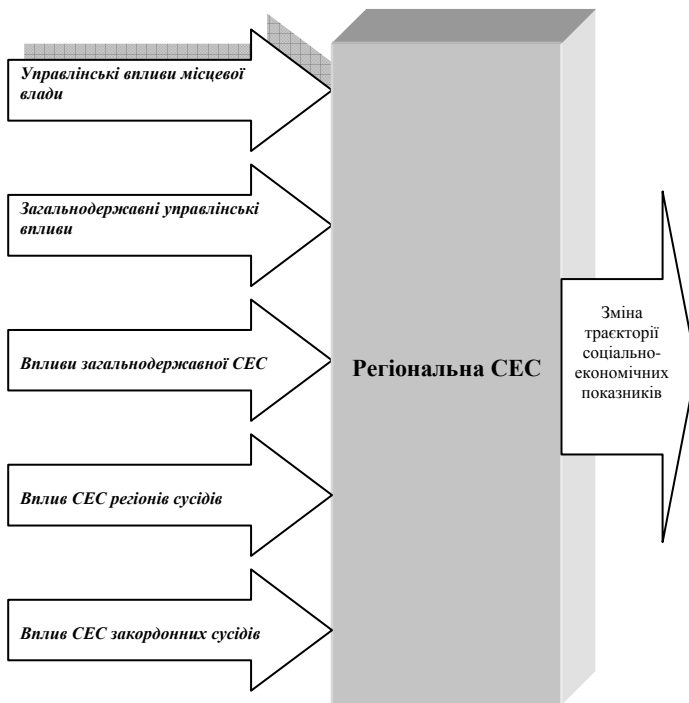 Управлінські впливи місцевої
влади
Загальнодержавні управлінські
впливи
Впливи загальнодержавної СЕС
Вплив СЕС регіонів сусідів
Вплив СЕС закордонних сусідів
Регіональна СЕС
Зміна
траєкторії
соціально-
економічних
показників